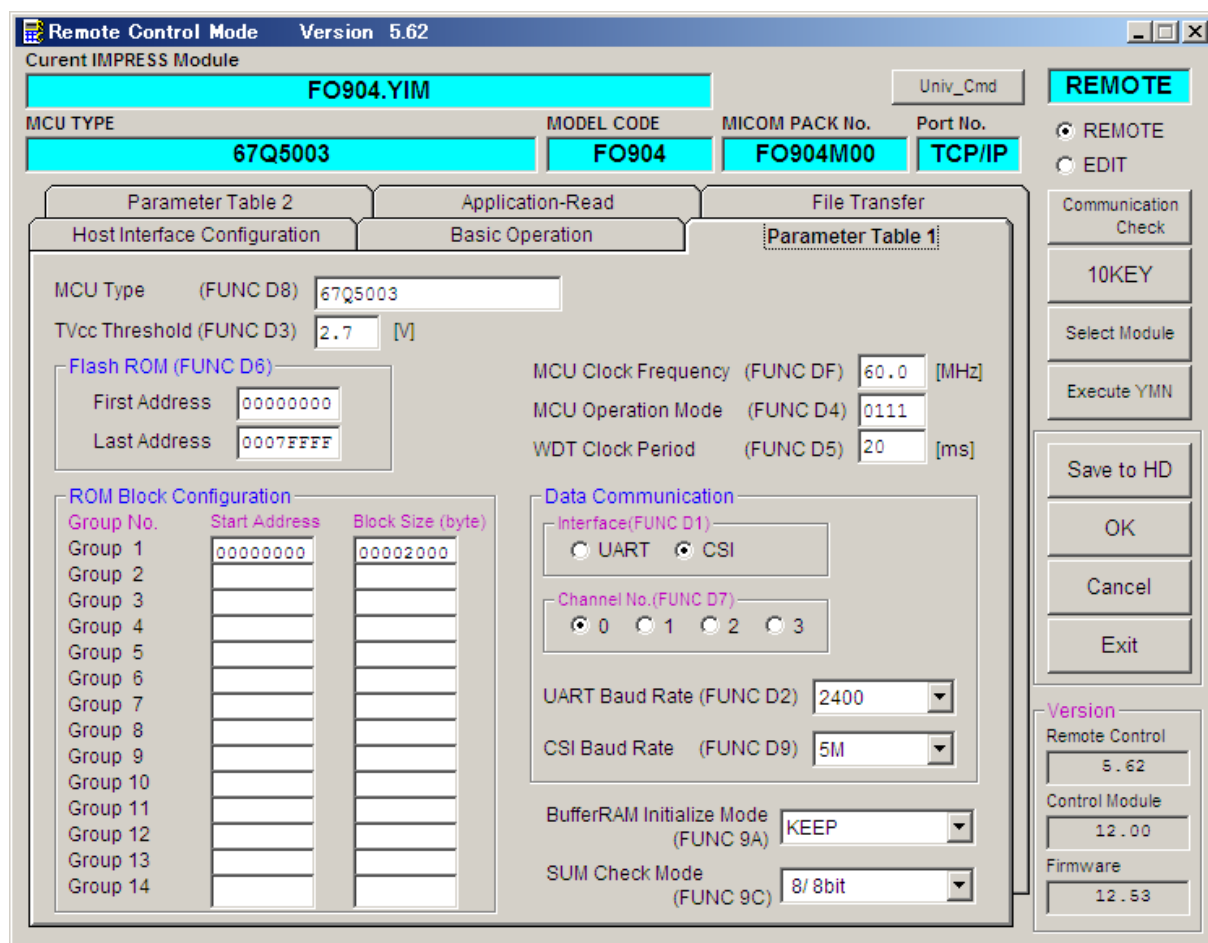 Remote Control Mode Version 5.62
Curent IMPRESS Module
FO904.YIM
Univ_Cmd
REMOTE
MCU TYPE
MODEL CODE
MICOM PACK No.
Port No.
67Q5003
FO904
FO904M00
TCP/IP
REMOTE
EDIT
Parameter Table 2
Application-Read
File Transfer
Host Interface Configuration
Basic Operation
Parameter Table 1
MCU Type (FUNC D8) 67Q5003
TVcc Threshold (FUNC D3) 2.7 [V]
Flash ROM (FUNC D6)
First Address 00000000
Last Address 0007FFFF
MCU Clock Frequency (FUNC DF) 60.0 [MHz]
MCU Operation Mode (FUNC D4) 0111
WDT Clock Period (FUNC D5) 20 [ms]
ROM Block Configuration
Group No. Start Address Block Size (byte)
Group 1 00000000 00002000
Group 2
Group 3
Group 4
Group 5
Group 6
Group 7
Group 8
Group 9
Group 10
Group 11
Group 12
Group 13
Group 14
Data Communication
Interface(FUNC D1)
UART CSI
Channel No.(FUNC D7)
0 1 2 3
UART Baud Rate (FUNC D2) 2400
CSI Baud Rate (FUNC D9) 5M
BufferRAM Initialize Mode
(FUNC 9A) KEEP
SUM Check Mode
(FUNC 9C) 8/ 8bit
Communication
Check
10KEY
Select Module
Execute YMN
Save to HD
OK
Cancel
Exit
Version
Remote Control
5.62
Control Module
12.00
Firmware
12.53